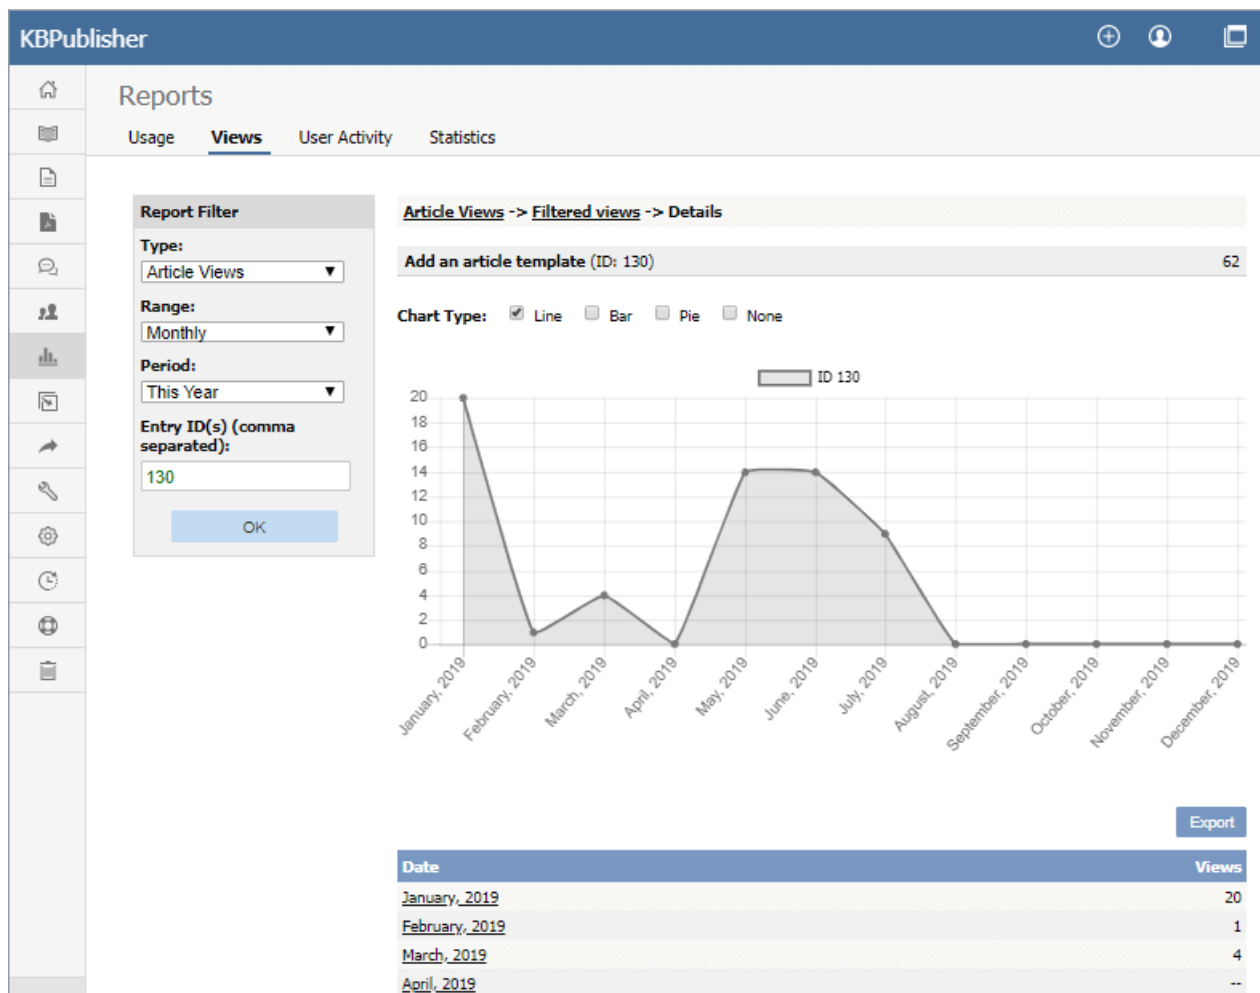 KBPublisher
Reports
Usage Views User Activity Statistics
Report Filter
Type:
Article Views
Range:
Monthly
Period:
This Year
Entry ID(s) (comma
separated):
130
OK
Article Views -> Filtered views -> Details
Add an article template (ID: 130) 62
Chart Type: Line Bar Pie None
ID 130
20
18
16
14
12
10
8
6
4
2
0
January, 2019
February, 2019
March, 2019
April, 2019
May, 2019
June, 2019
July, 2019
August, 2019
September, 2019
October, 2019
November, 2019
December, 2019
Export
Date Views
January, 2019 20
February, 2019 1
March, 2019 4
April, 2019 --